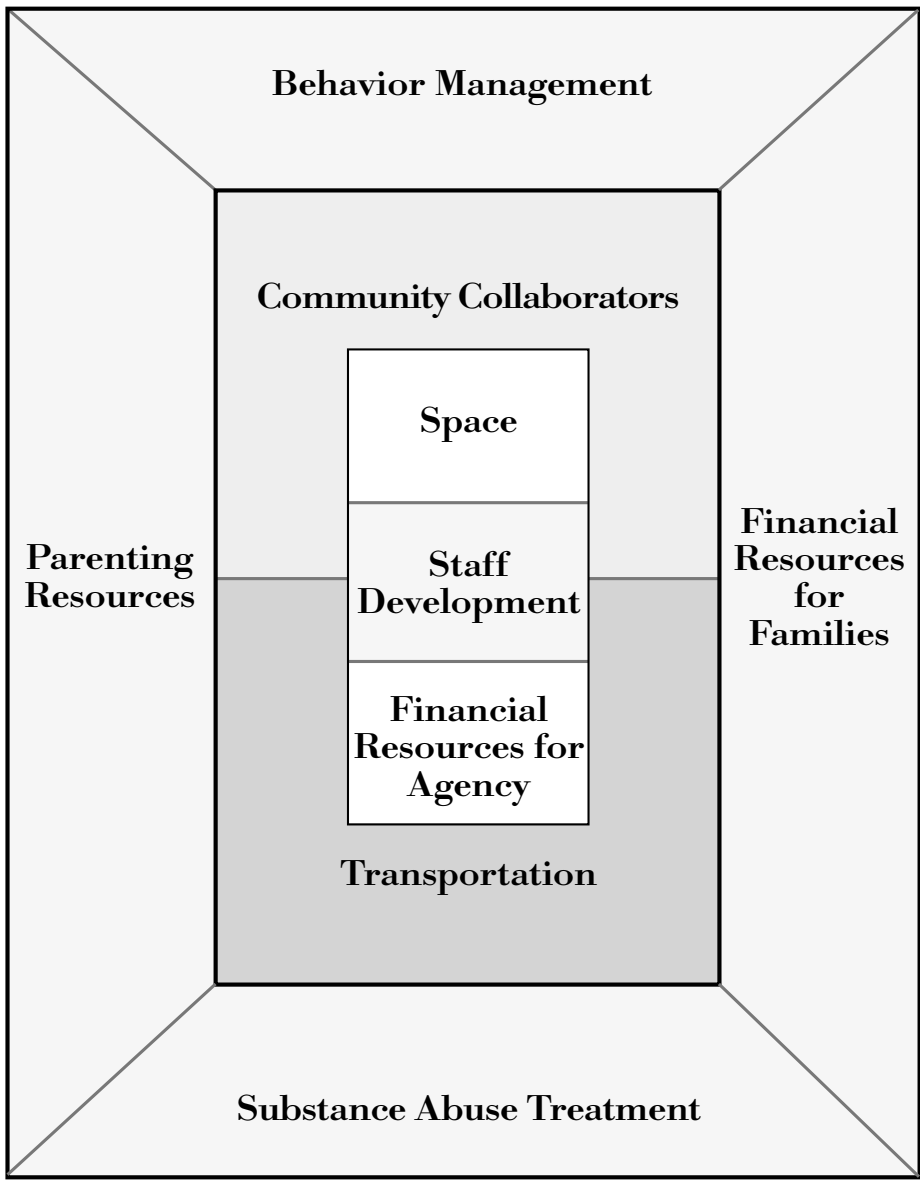 Behavior Management
Community Collaborators
Space
Parenting
Resources
Staff
Development
Financial
Resources
for
Families
Financial
Resources for
Agency
Transportation
Substance Abuse Treatment